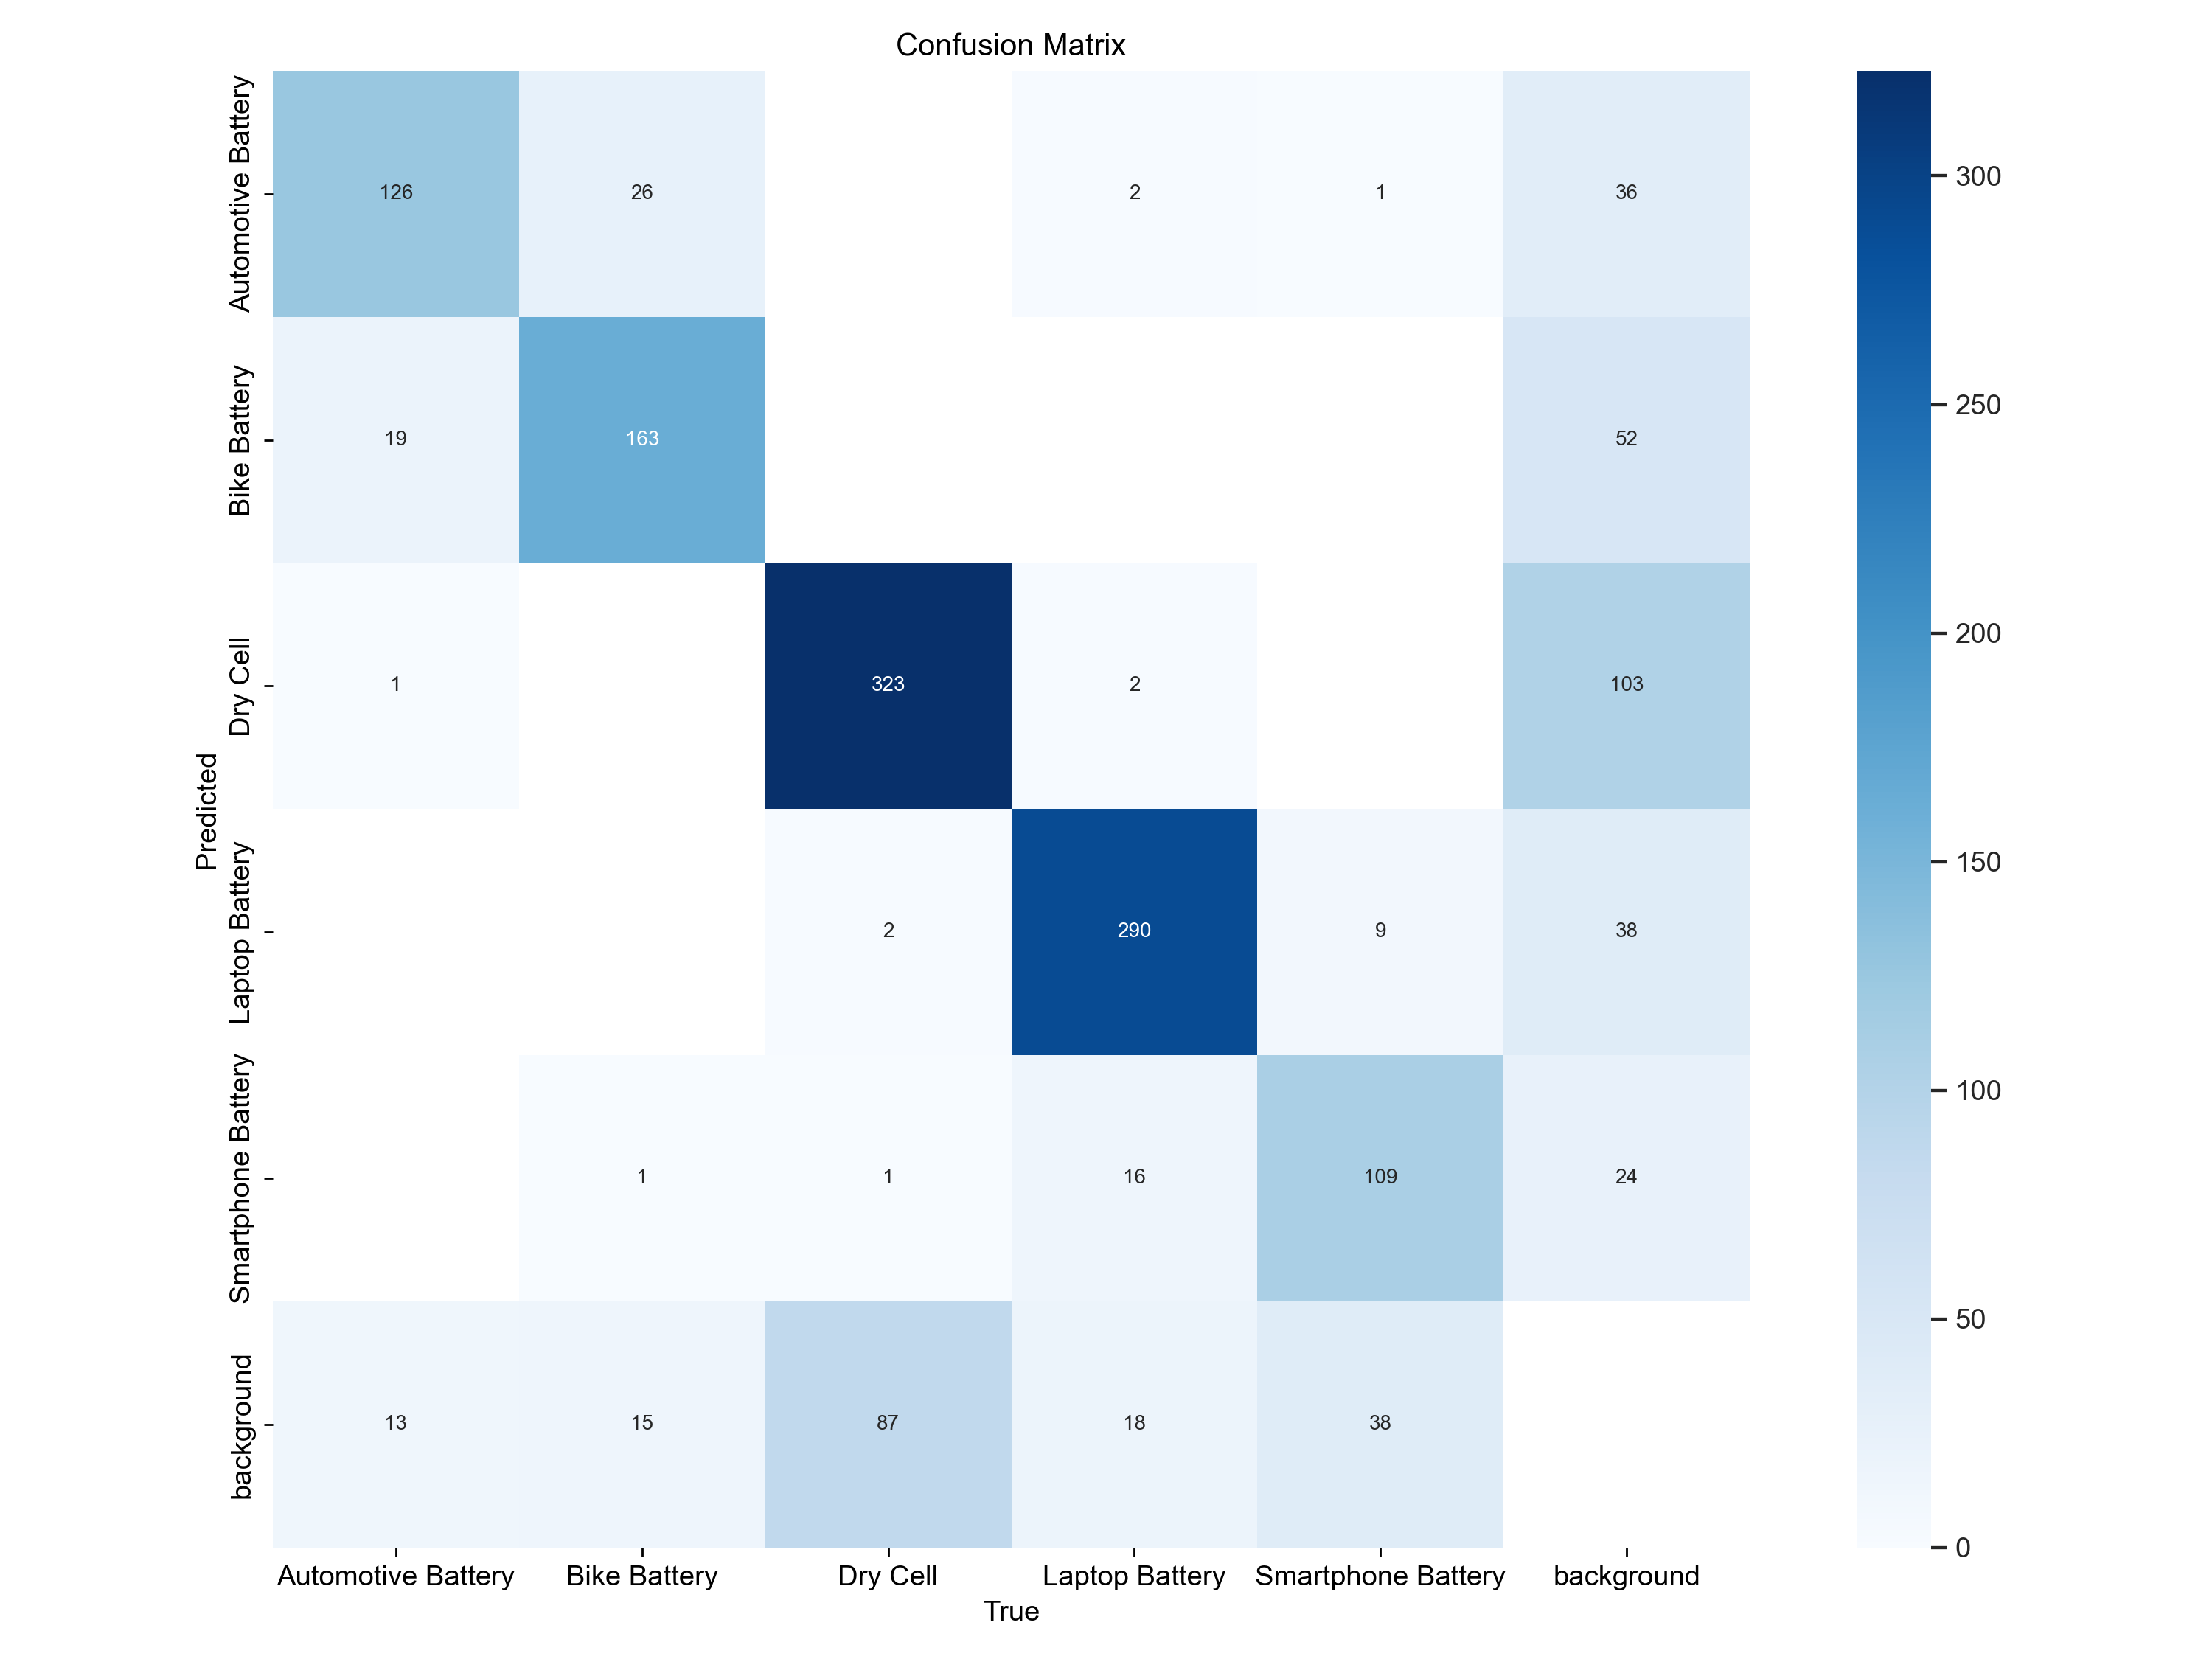 Confusion Matrix
Automotive Battery
126 26 2 1 36
Bike Battery
19 163 52
Dry Cell
1 323 2 103
Laptop Battery
2 290 9 38
Smartphone Battery
1 1 16 109 24
background
13 15 87 18 38
Predicted
Automotive Battery Bike Battery Dry Cell Laptop Battery Smartphone Battery background
True
300
250
200
150
100
50
0